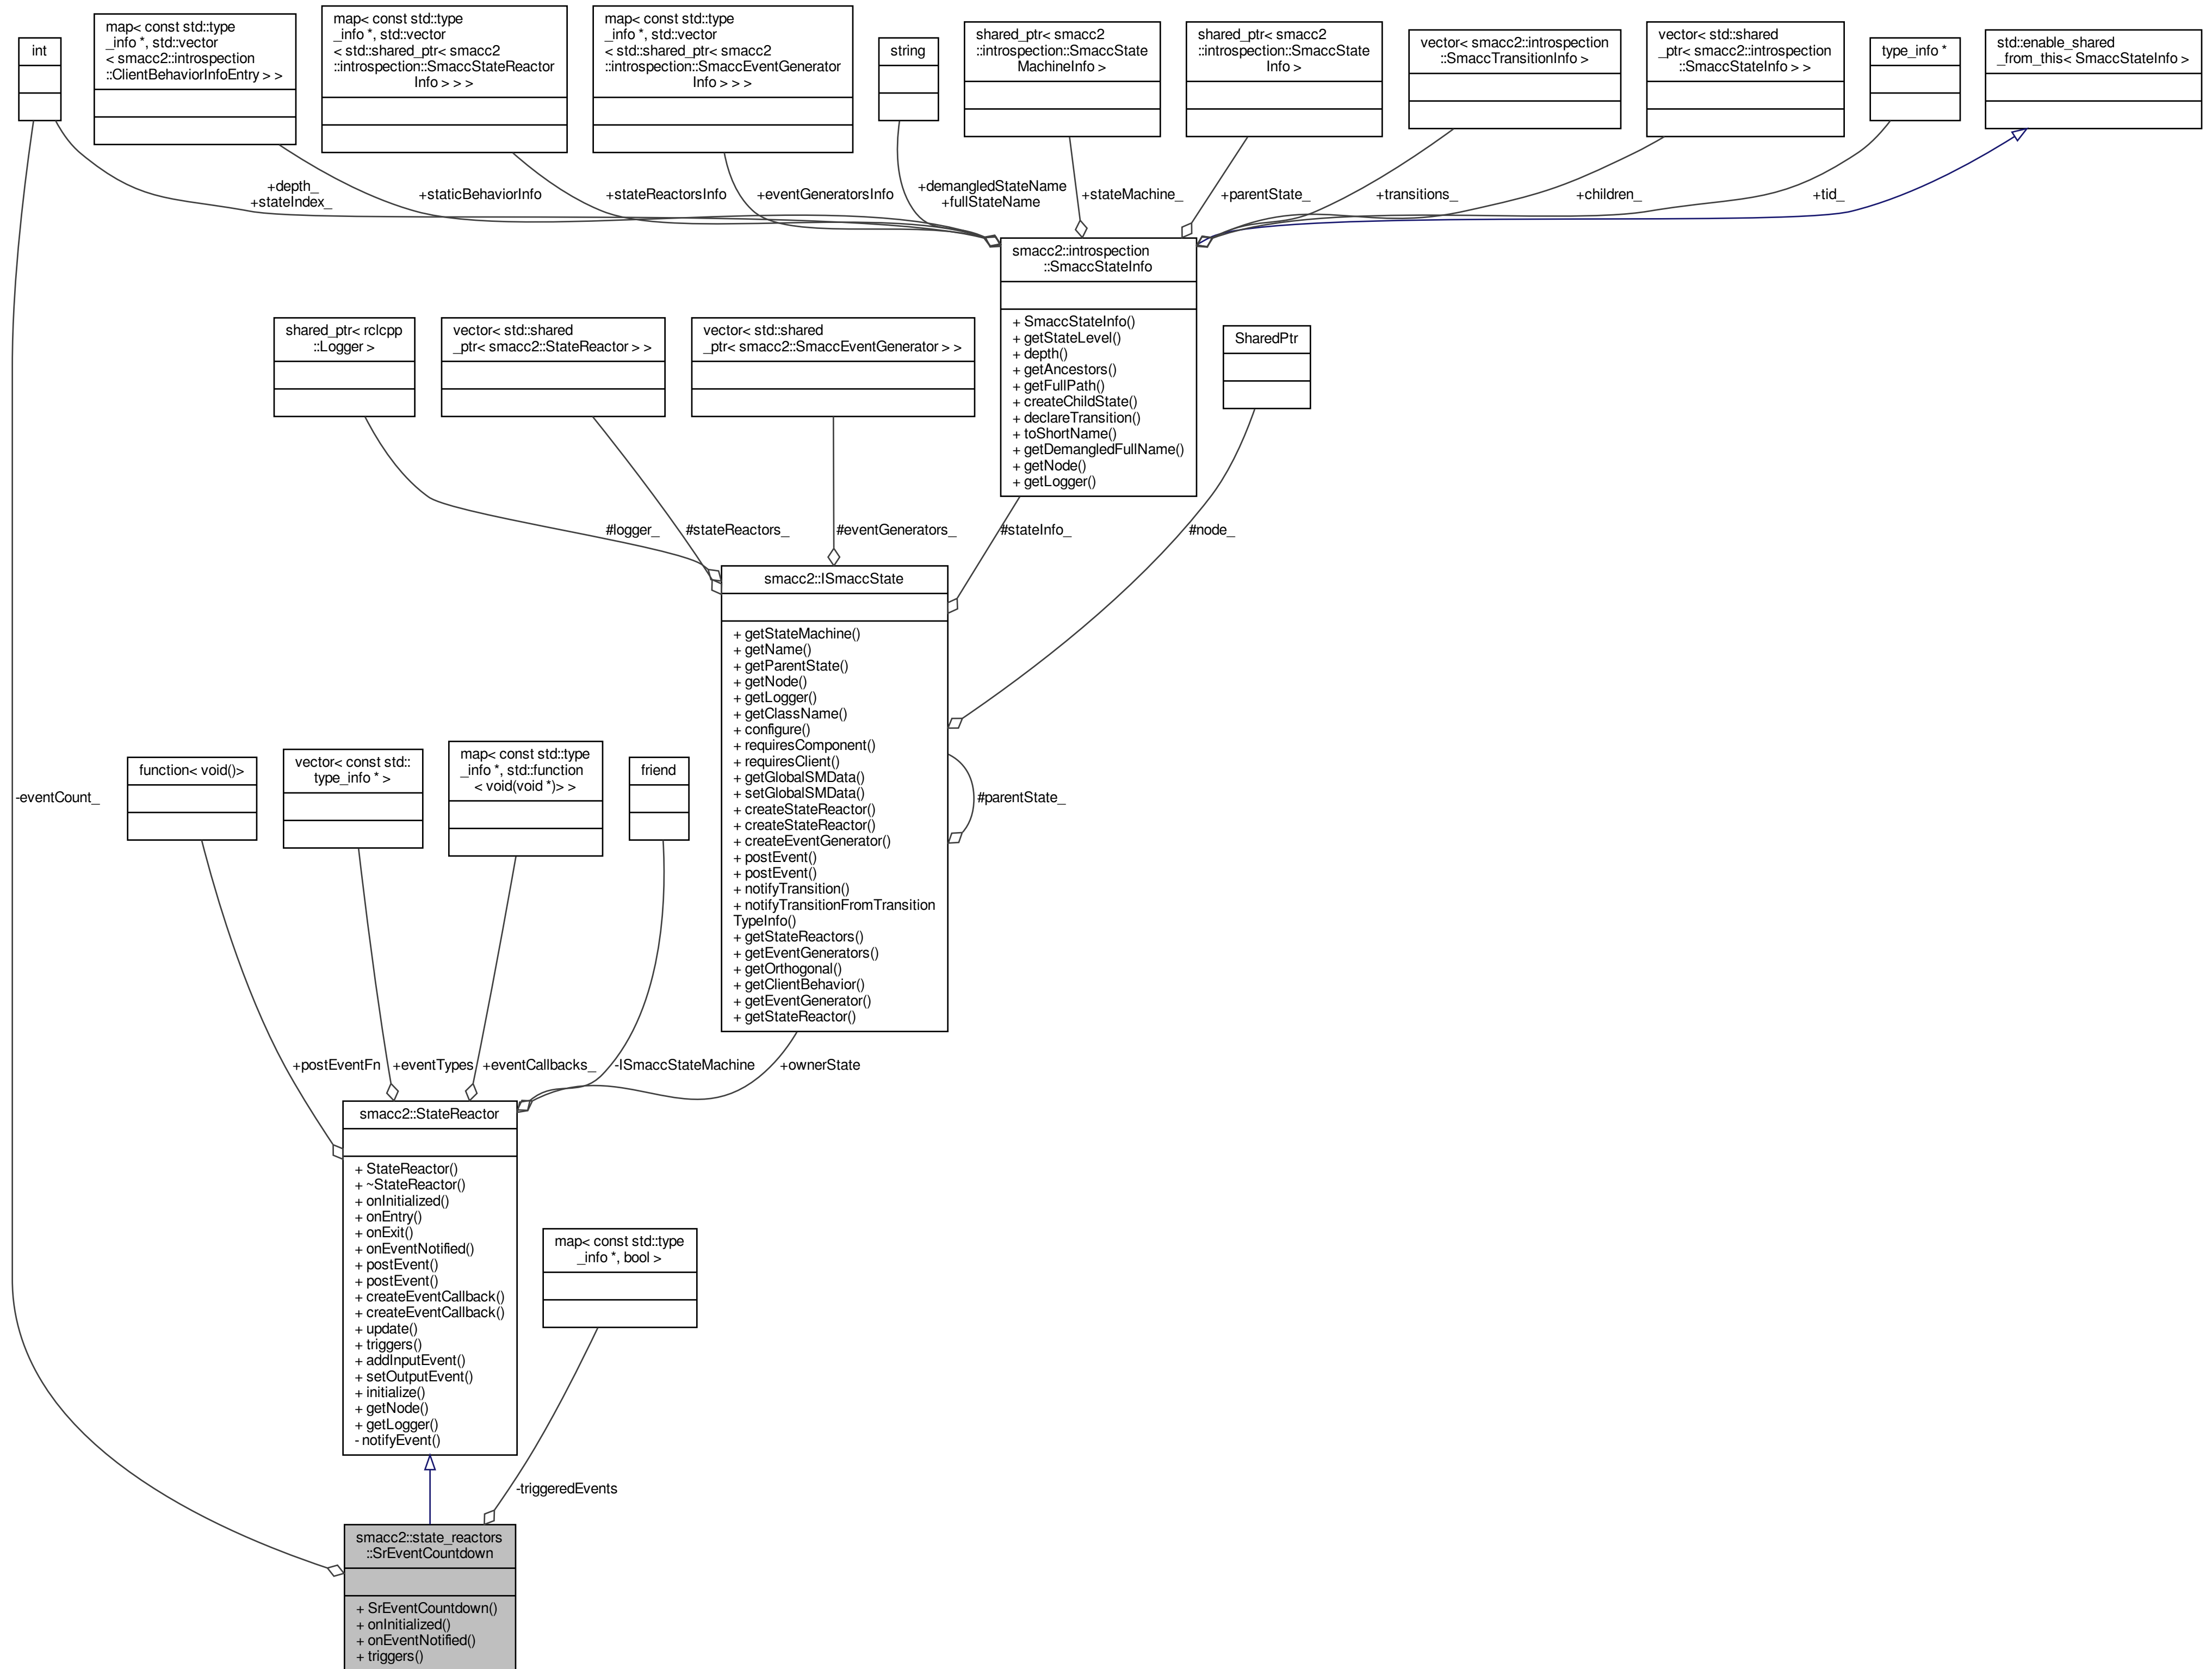 int
map< const std::type
_info *, std::vector
< smacc2::introspection
::ClientBehaviorInfoEntry > >
map< const std::type
_info *, std::vector
< std::shared_ptr< smacc2
::introspection::SmaccStateReactor
Info > > >
map< const std::type
_info *, std::vector
< std::shared_ptr< smacc2
::introspection::SmaccEventGenerator
Info > > >
string
shared_ptr< smacc2
::introspection::SmaccState
MachineInfo >
shared_ptr< smacc2
::introspection::SmaccState
Info >
vector< smacc2::introspection
::SmaccTransitionInfo >
vector< std::shared
_ptr< smacc2::introspection
::SmaccStateInfo > >
type_info *
std::enable_shared
_from_this< SmaccStateInfo >
+depth_
+stateIndex_
+staticBehaviorInfo
+stateReactorsInfo
+eventGeneratorsInfo
+demangledStateName
+fullStateName
+stateMachine_
+parentState_
+transitions_
+children_
+tid_
smacc2::introspection
::SmaccStateInfo
+ SmaccStateInfo()
+ getStateLevel()
+ depth()
+ getAncestors()
+ getFullPath()
+ createChildState()
+ declareTransition()
+ toShortName()
+ getDemangledFullName()
+ getNode()
+ getLogger()
shared_ptr< rclcpp
::Logger >
vector< std::shared
_ptr< smacc2::StateReactor > >
vector< std::shared
_ptr< smacc2::SmaccEventGenerator > >
SharedPtr
#logger_
#stateReactors_
#eventGenerators_
#stateInfo_
#node_
smacc2::ISmaccState
+ getStateMachine()
+ getName()
+ getParentState()
+ getNode()
+ getLogger()
+ getClassName()
+ configure()
+ requiresComponent()
+ requiresClient()
+ getGlobalSMData()
+ setGlobalSMData()
+ createStateReactor()
+ createStateReactor()
+ createEventGenerator()
+ postEvent()
+ postEvent()
+ notifyTransition()
+ notifyTransitionFromTransition
TypeInfo()
+ getStateReactors()
+ getEventGenerators()
+ getOrthogonal()
+ getClientBehavior()
+ getEventGenerator()
+ getStateReactor()
#parentState_
-eventCount_
function< void()>
vector< const std::
type_info * >
map< const std::type
_info *, std::function
< void(void *)> >
friend
+postEventFn
+eventTypes
+eventCallbacks_
-ISmaccStateMachine
+ownerState
smacc2::StateReactor
+ StateReactor()
+ ~StateReactor()
+ onInitialized()
+ onEntry()
+ onExit()
+ onEventNotified()
+ postEvent()
+ postEvent()
+ createEventCallback()
+ createEventCallback()
+ update()
+ triggers()
+ addInputEvent()
+ setOutputEvent()
+ initialize()
+ getNode()
+ getLogger()
- notifyEvent()
map< const std::type
_info *, bool >
-triggeredEvents
smacc2::state_reactors
::SrEventCountdown
+ SrEventCountdown()
+ onInitialized()
+ onEventNotified()
+ triggers()